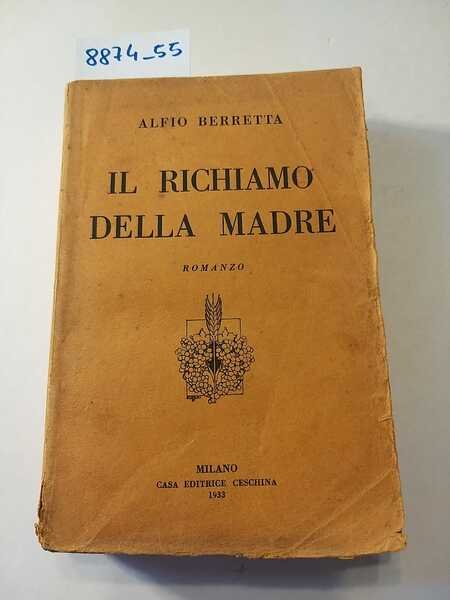 8874_55
ALFIO BERRETTA
IL RICHIAMO
DELLA MADRE
ROMANZO
MILANO
CASA EDITRICE CESCHINA
1933